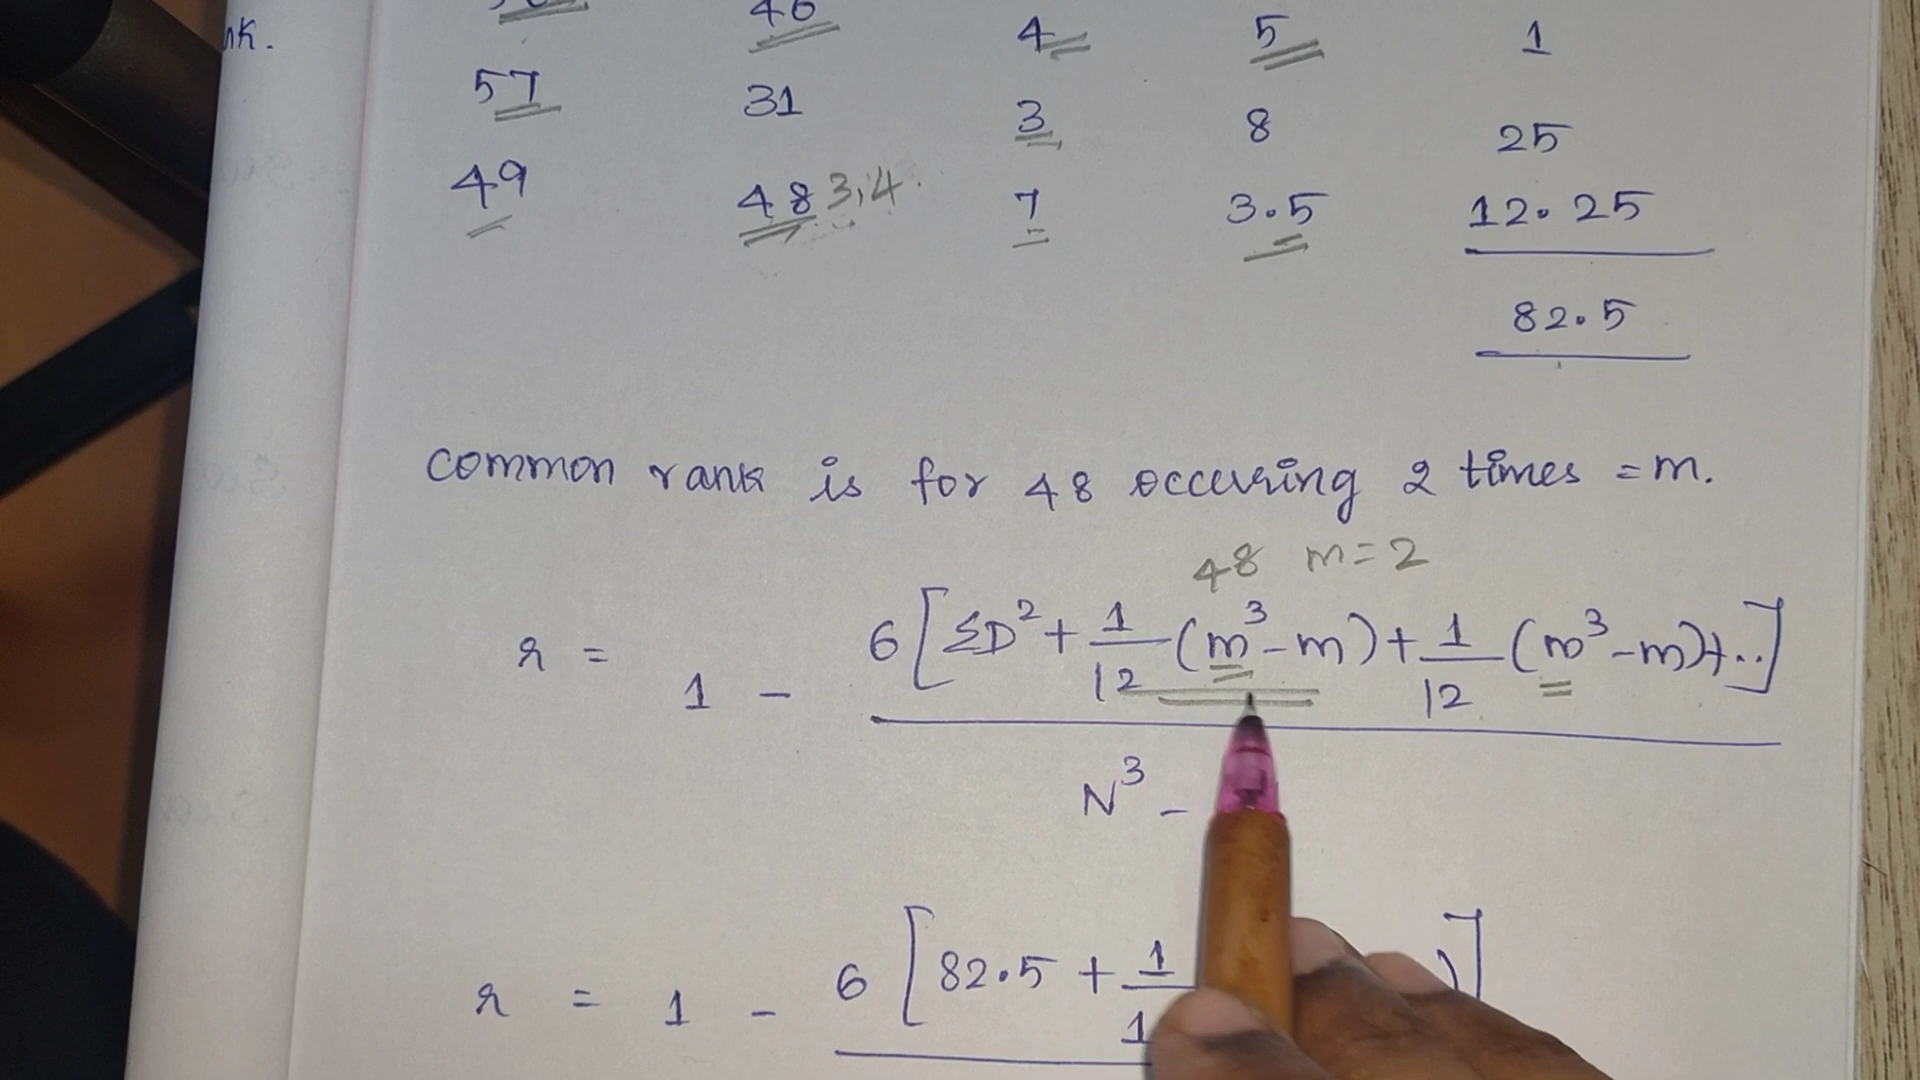 46 4 5 1
nk.
57 31 3 8 25
49 48 3,4. 7 3.5 12.25
82.5
common rank is for 48 occuring 2 times = m.
48 m=2
r = 1 - 6[ΣD²+1/12(m³-m)+1/12(m³-m)+..]
N³ -
r = 1 - 6[82.5+1/1 )]